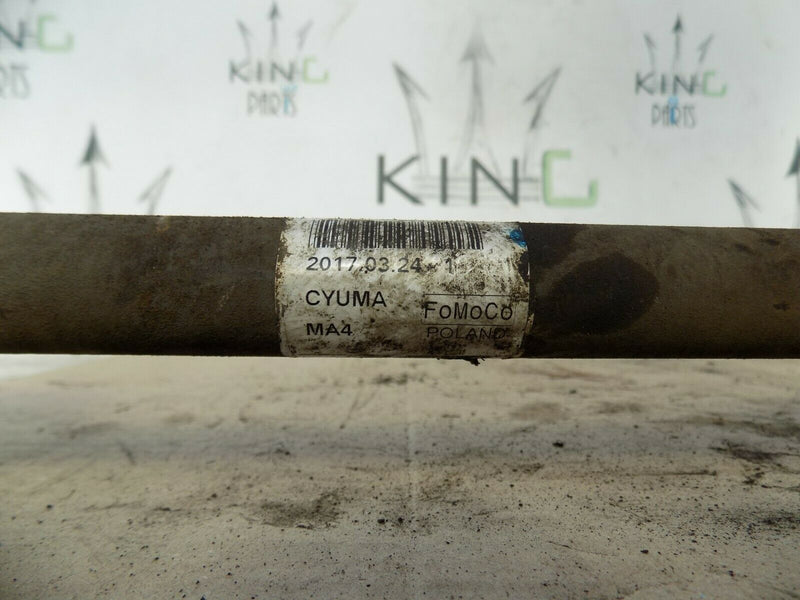 KING
PARTS
KING
PARTS
KING
2017.03.24
CYUMA
FoMoCo
MA4
POLAND